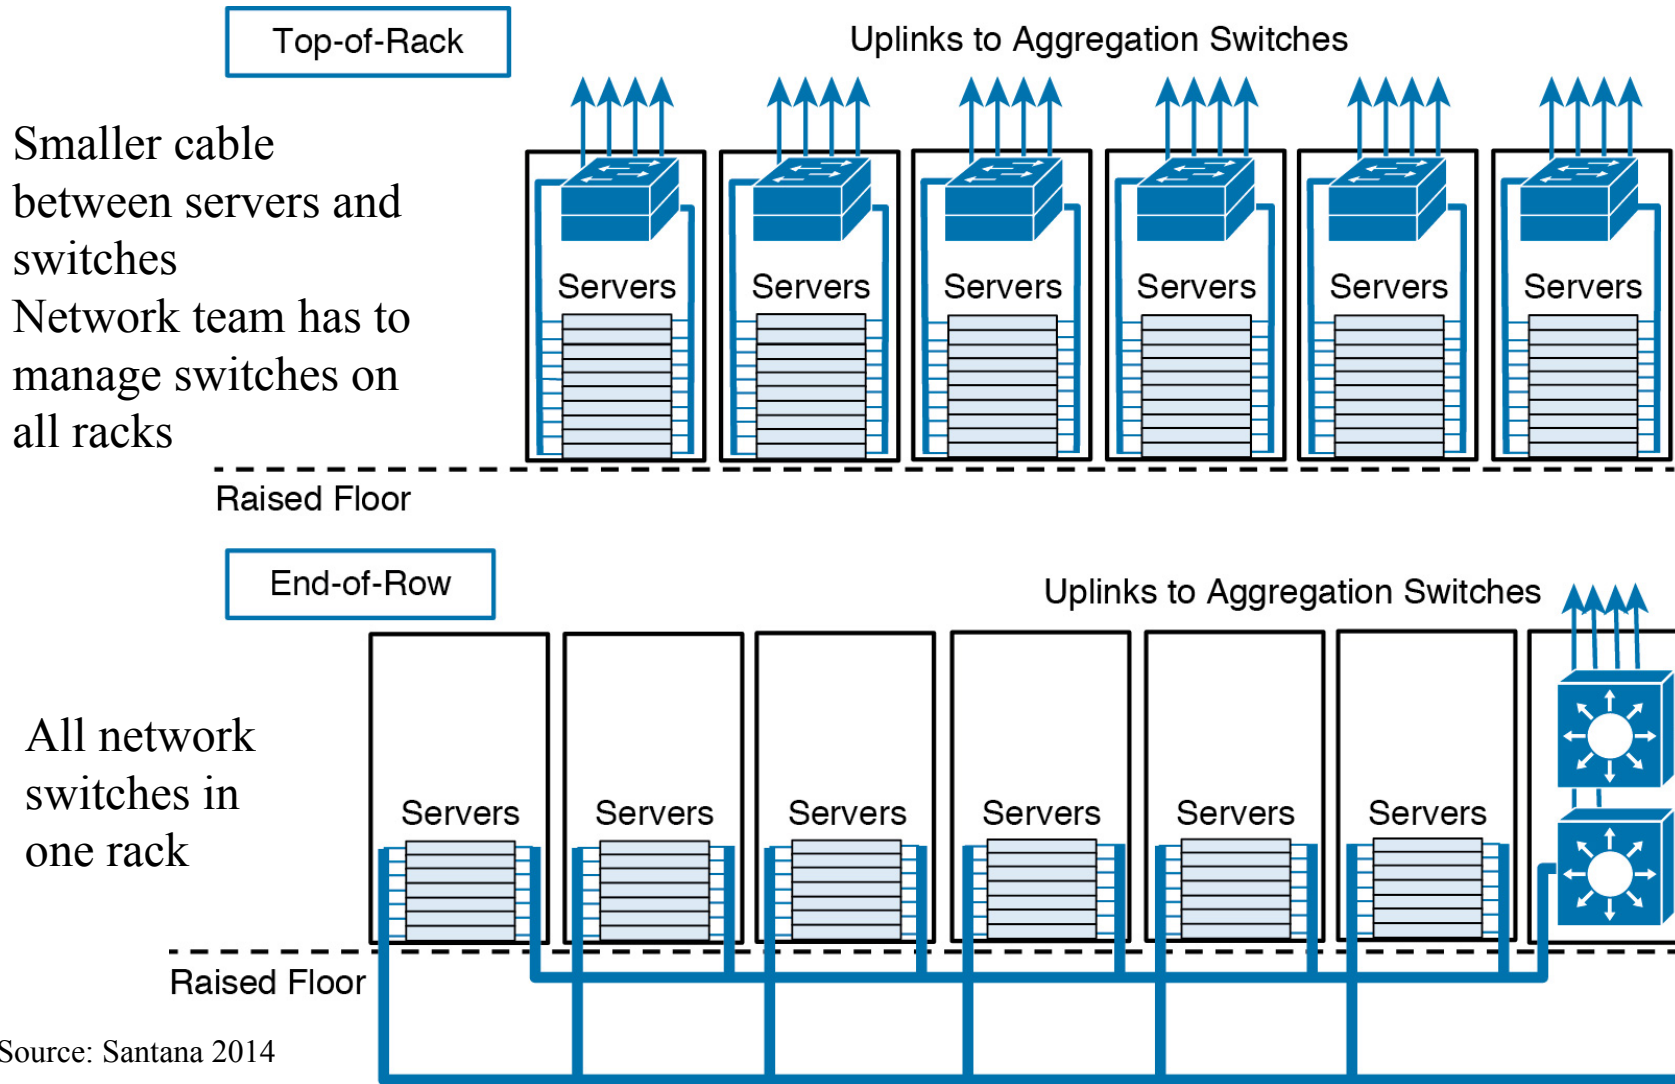 Top-of-Rack
Uplinks to Aggregation Switches
Smaller cable
between servers and
switches
Network team has to
manage switches on
all racks
Servers
Servers
Servers
Servers
Servers
Servers
Raised Floor
End-of-Row
Uplinks to Aggregation Switches
All network
switches in
one rack
Servers
Servers
Servers
Servers
Servers
Servers
Raised Floor
Source: Santana 2014